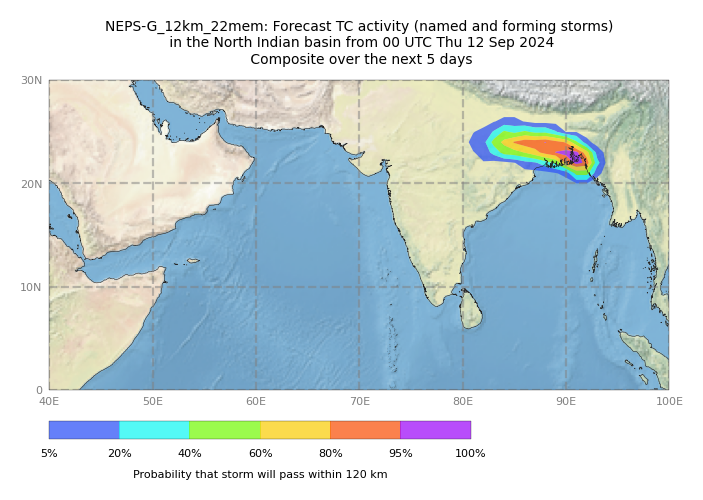 NEPS-G_12km_22mem: Forecast TC activity (named and forming storms)
in the North Indian basin from 00 UTC Thu 12 Sep 2024
Composite over the next 5 days
30N
20N
10N
0
40E 50E 60E 70E 80E 90E 100E
5% 20% 40% 60% 80% 95% 100%
Probability that storm will pass within 120 km